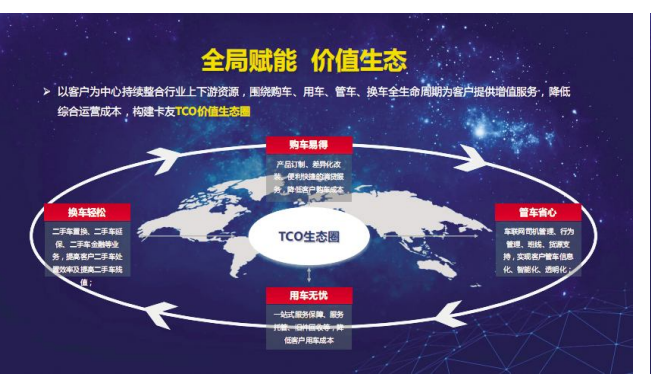 全局赋能 价值生态
➢ 以客户为中心持续整合行业上下游资源，围绕购车、用车、管车、换车全生命周期为客户提供增值服务，降低
综合运营成本，构建卡友TCO价值生态圈
购车易得
产品订制、差异化改
装、便利快捷的消贷服
务，降低客户购车成本
换车轻松
二手车置换、二手车延
保、二手车金融等业
务，提高客户二手车处
置效率及提高二手车残
值；
TCO生态圈
管车省心
车联网司机管理、行为
管理、班线、货源支
持，实现客户管车信息
化、智能化、透明化；
用车无忧
一站式服务保障、服务
托管、旧件回收等，降
低客户用车成本